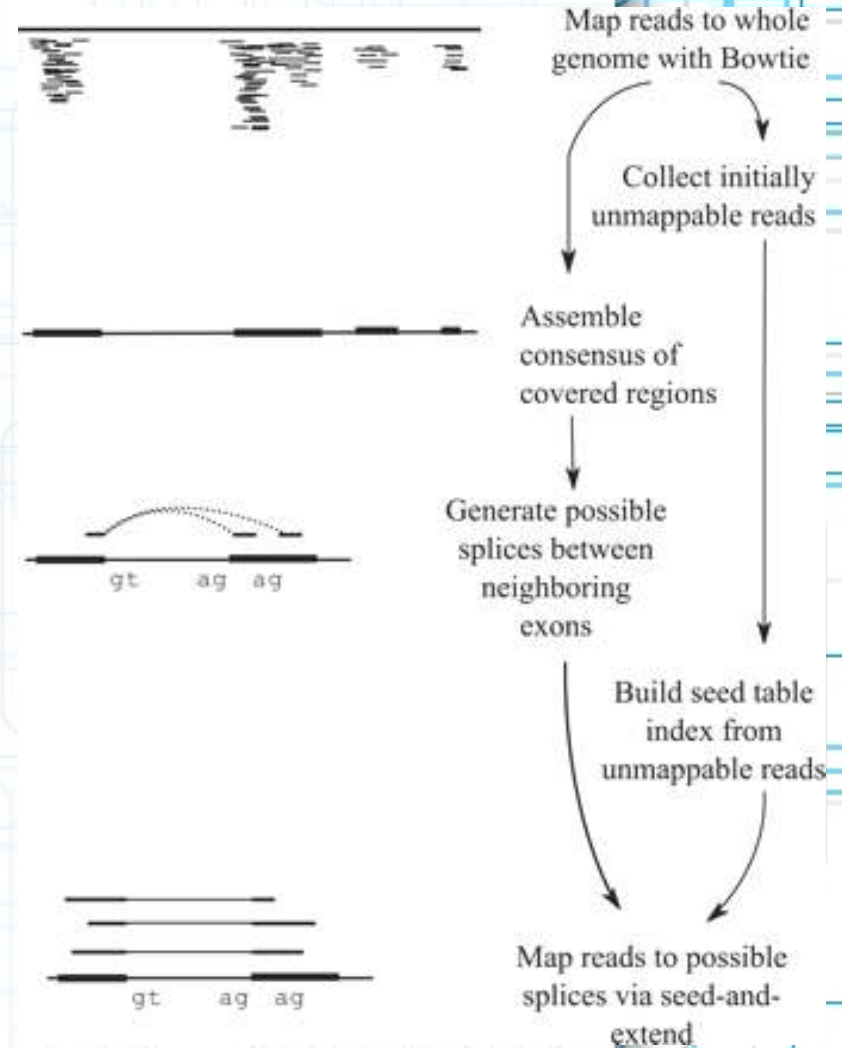 Map reads to whole
genome with Bowtie
Collect initially
unmappable reads
Assemble
consensus of
covered regions
Generate possible
splices between
neighboring
exons
gt ag ag
Build seed table
index from
unmappable reads
Map reads to possible
splices via seed-and-
extend
gt ag ag